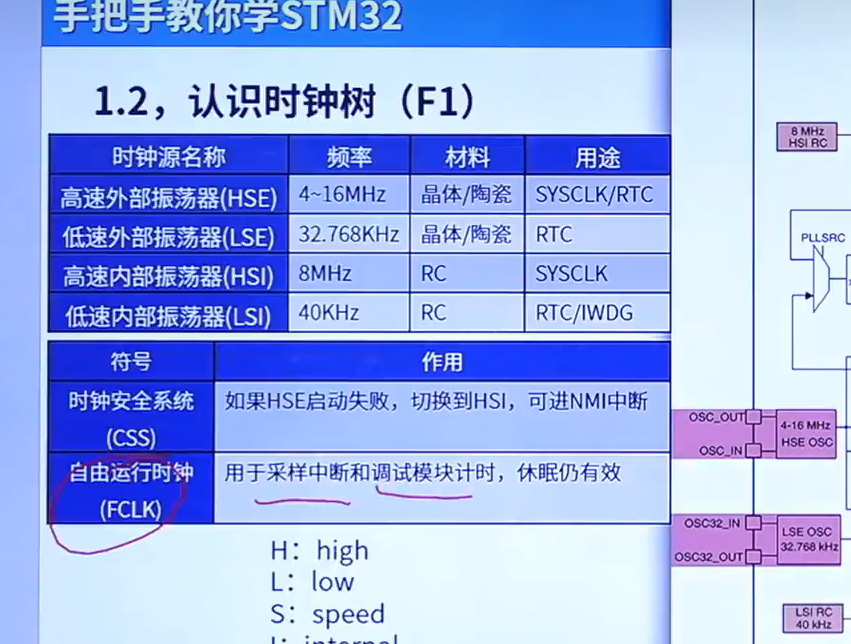 手把手教你学STM32
1.2，认识时钟树（F1）
时钟源名称 频率 材料 用途
高速外部振荡器(HSE) 4~16MHz 晶体/陶瓷 SYSCLK/RTC
低速外部振荡器(LSE) 32.768KHz 晶体/陶瓷 RTC
高速内部振荡器(HSI) 8MHz RC SYSCLK
低速内部振荡器(LSI) 40KHz RC RTC/IWDG
符号 作用
时钟安全系统
(CSS)
如果HSE启动失败，切换到HSI，可进NMI中断
自由运行时钟
(FCLK)
用于采样中断和调试模块计时，休眠仍有效
H：high
L：low
S：speed
I：internal
8 MHz
HSI RC
PLLSRC
OSC_OUT
OSC_IN
4-16 MHz
HSE OSC
OSC32_IN
OSC32_OUT
LSE OSC
32.768 kHz
LSI RC
40 kHz